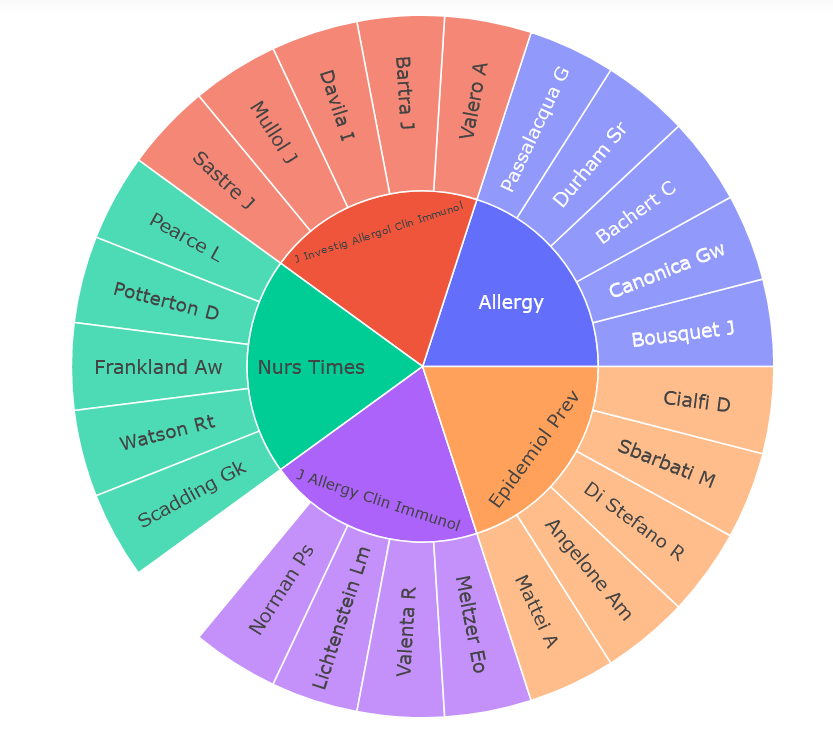 Allergy
Passalacqua G
Durham Sr
Bachert C
Canonica Gw
Bousquet J
Epidemiol Prev
Cialfi D
Sbarbati M
Di Stefano R
Angelone Am
Mattei A
J Allergy Clin Immunol
Meltzer Eo
Valenta R
Lichtenstein Lm
Norman Ps
Nurs Times
Scadding Gk
Watson Rt
Frankland Aw
Potterton D
Pearce L
J Investig Allergol Clin Immunol
Sastre J
Mullol J
Davila I
Bartra J
Valero A